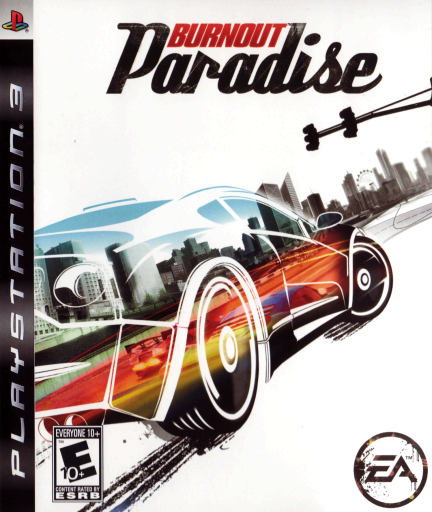 BURNOUT
Paradise
PLAYSTATION 3
EVERYONE 10+
E
10+
CONTENT RATED BY
ESRB
EA